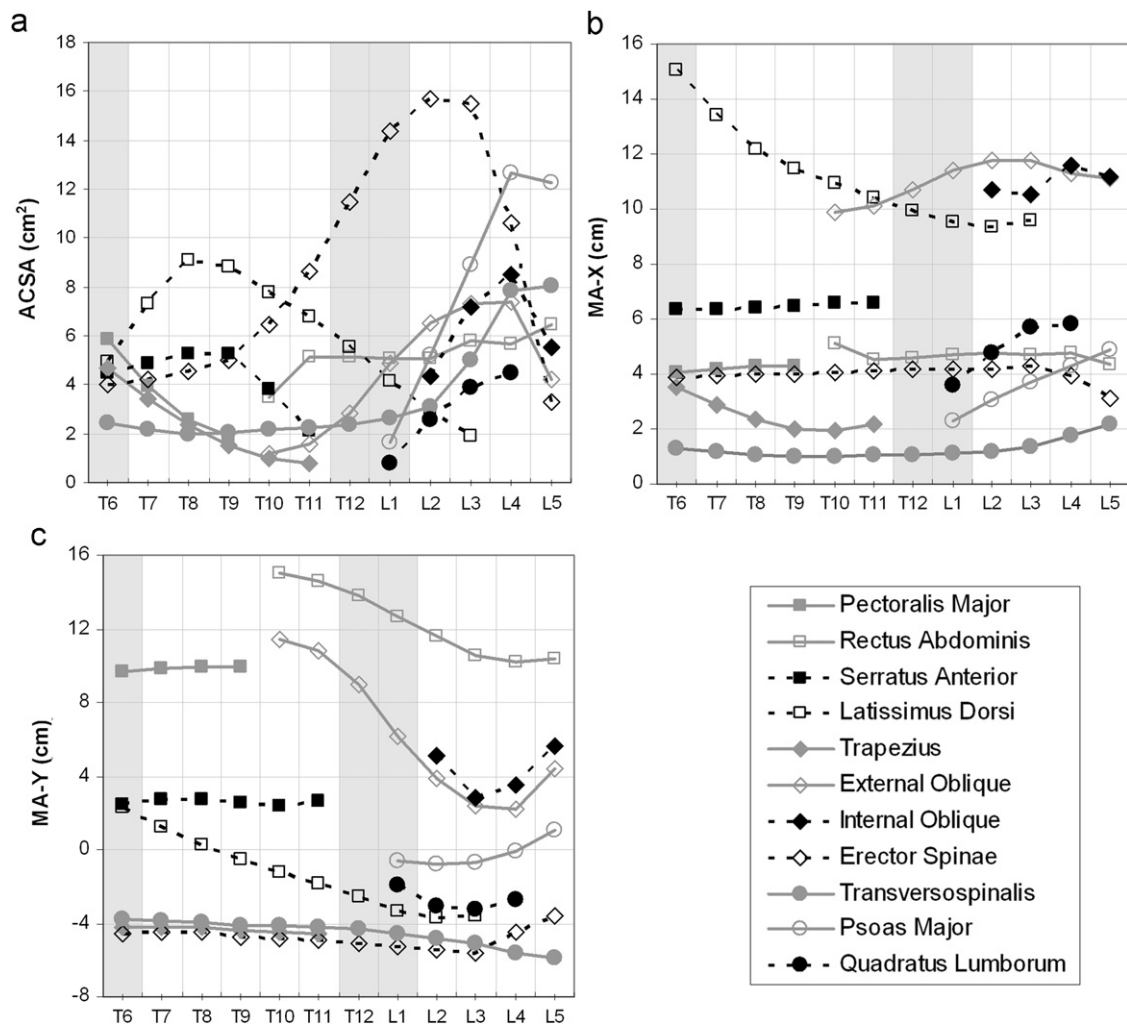 a
ACSA (cm²)
18
16
14
12
10
8
6
4
2
0
T6 T7 T8 T9 T10 T11 T12 L1 L2 L3 L4 L5
b
MA-X (cm)
16
14
12
10
8
6
4
2
0
T6 T7 T8 T9 T10 T11 T12 L1 L2 L3 L4 L5
c
MA-Y (cm)
16
12
8
4
0
-4
-8
T6 T7 T8 T9 T10 T11 T12 L1 L2 L3 L4 L5
Pectoralis Major
Rectus Abdominis
Serratus Anterior
Latissimus Dorsi
Trapezius
External Oblique
Internal Oblique
Erector Spinae
Transversospinalis
Psoas Major
Quadratus Lumborum